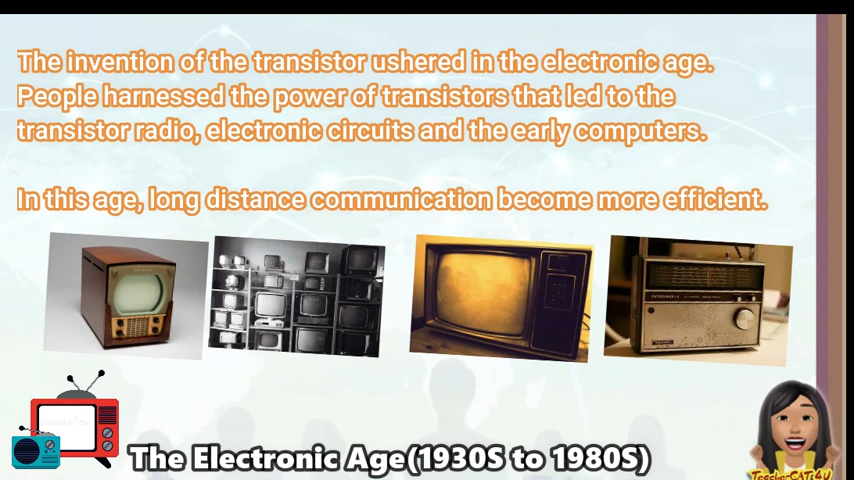 The invention of the transistor ushered in the electronic age.
People harnessed the power of transistors that led to the
transistor radio, electronic circuits and the early computers.
In this age, long distance communication become more efficient.
The Electronic Age(1930S to 1980S)
TeacherCAT4U